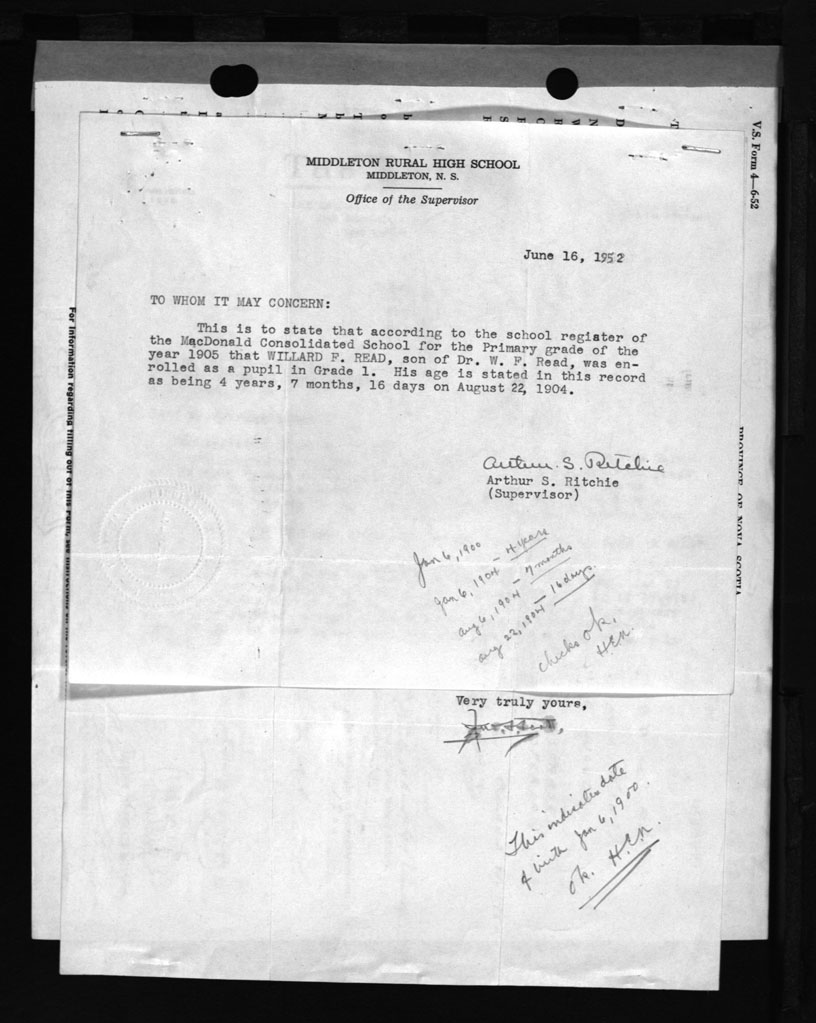 V.S. Form 4—6-52
MIDDLETON RURAL HIGH SCHOOL
MIDDLETON, N. S.
Office of the Supervisor
June 16, 1952
TO WHOM IT MAY CONCERN:
This is to state that according to the school register of
the MacDonald Consolidated School for the Primary grade of the
year 1905 that WILLARD F. READ, son of Dr. W. F. Read, was en-
rolled as a pupil in Grade 1. His age is stated in this record
as being 4 years, 7 months, 16 days on August 22, 1904.
Arthur S. Ritchie
Arthur S. Ritchie
(Supervisor)
Jan 6, 1900
Jan 6, 1904 - 4 years
Aug 6, 1904 - 7 months
Aug 22, 1904 - 16 days.
checks ok.
H.E.R.
For information regarding filling out of this Form, see
PROVINCE OF NOVA SCOTIA
Very truly yours,
This indicates date
of birth Jan 6, 1900.
ok. H.E.R.